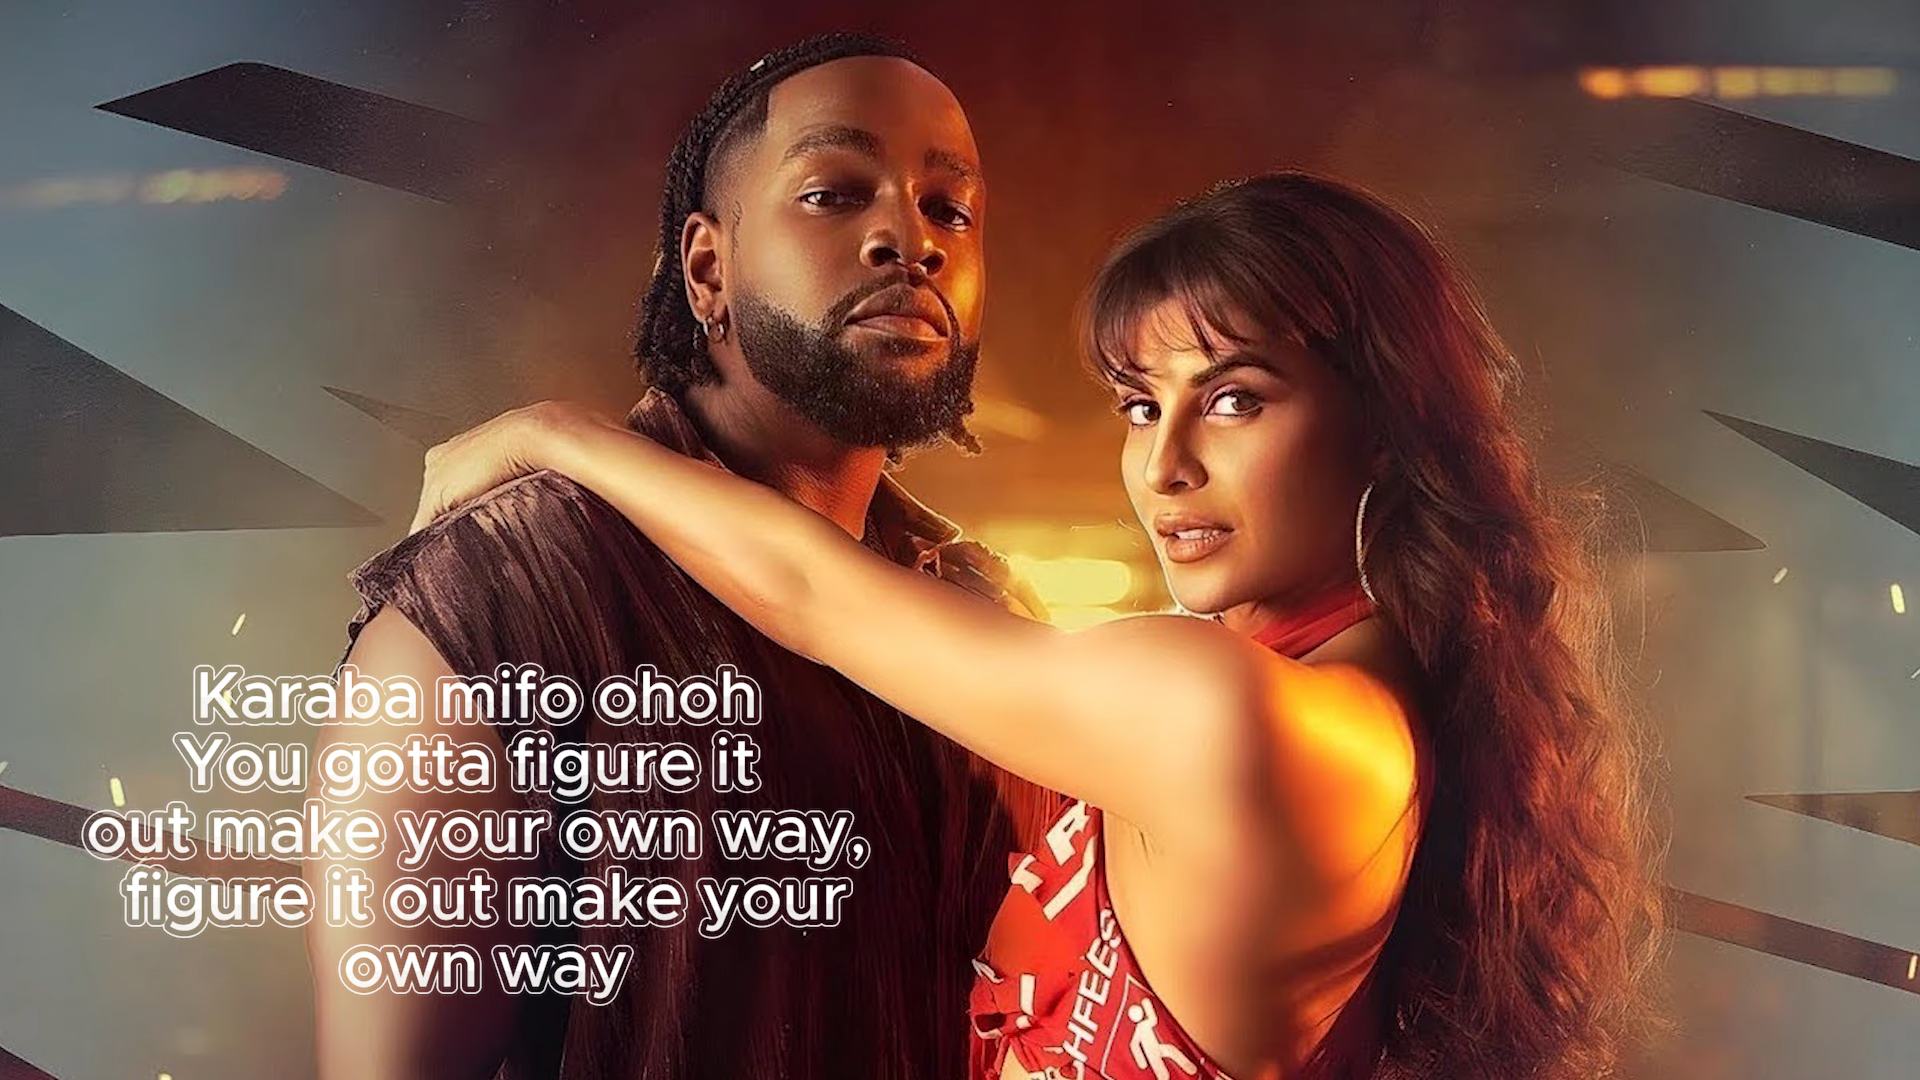 Karaba mifo ohoh
You gotta figure it
out make your own way,
figure it out make your
own way